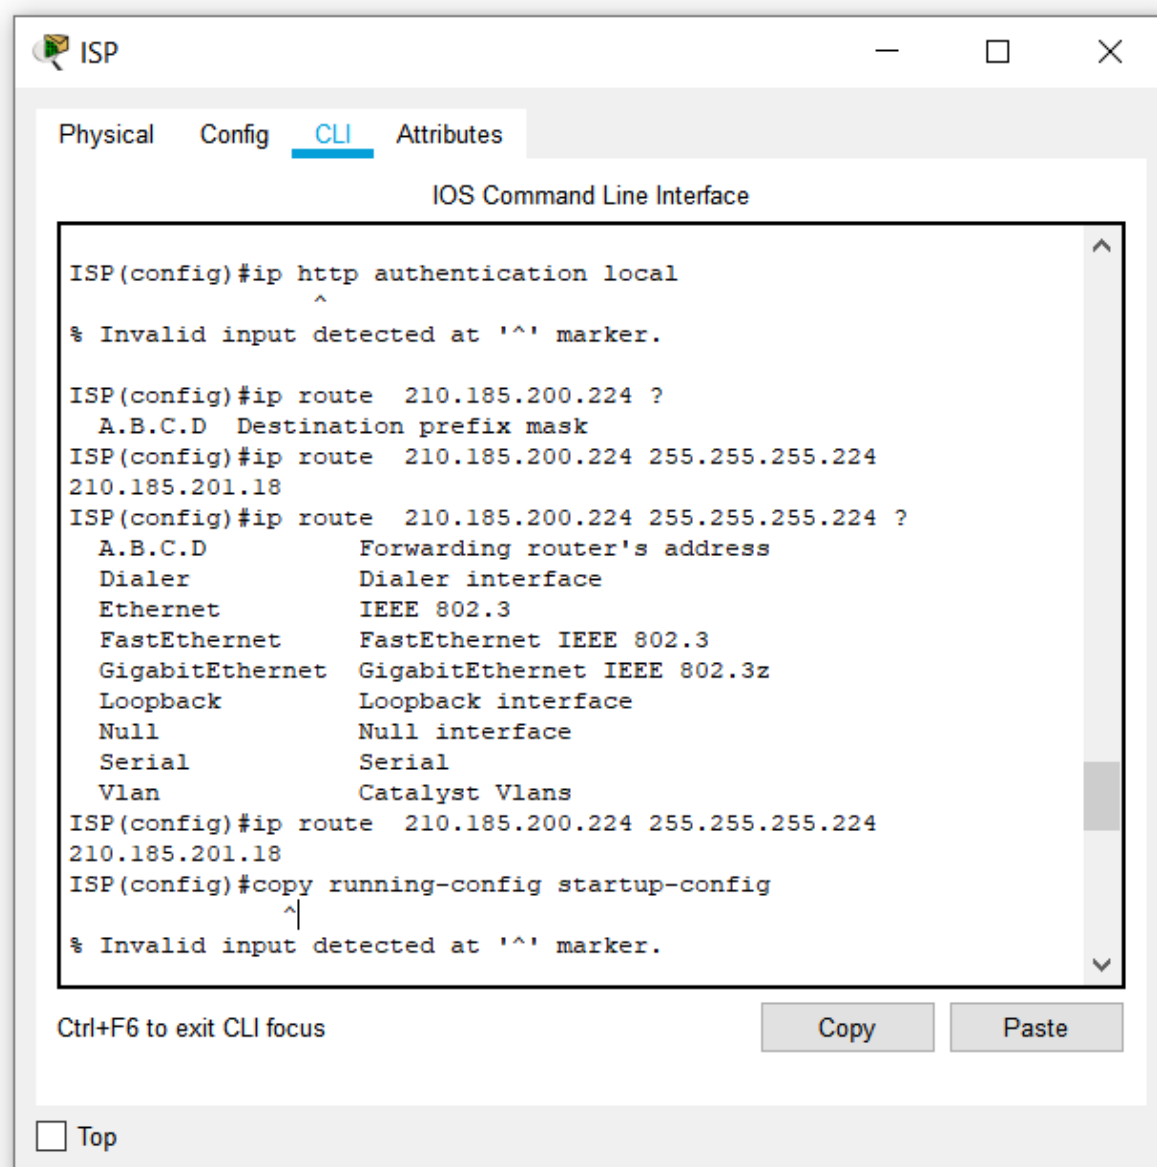 ISP
Physical Config CLI Attributes
IOS Command Line Interface
ISP(config)#ip http authentication local
^
% Invalid input detected at '^' marker.
ISP(config)#ip route  210.185.200.224 ?
A.B.C.D  Destination prefix mask
ISP(config)#ip route  210.185.200.224 255.255.255.224
210.185.201.18
ISP(config)#ip route  210.185.200.224 255.255.255.224 ?
A.B.C.D          Forwarding router's address
Dialer           Dialer interface
Ethernet         IEEE 802.3
FastEthernet     FastEthernet IEEE 802.3
GigabitEthernet  GigabitEthernet IEEE 802.3z
Loopback         Loopback interface
Null             Null interface
Serial           Serial
Vlan             Catalyst Vlans
ISP(config)#ip route  210.185.200.224 255.255.255.224
210.185.201.18
ISP(config)#copy running-config startup-config
^
% Invalid input detected at '^' marker.
Ctrl+F6 to exit CLI focus
Copy Paste
Top